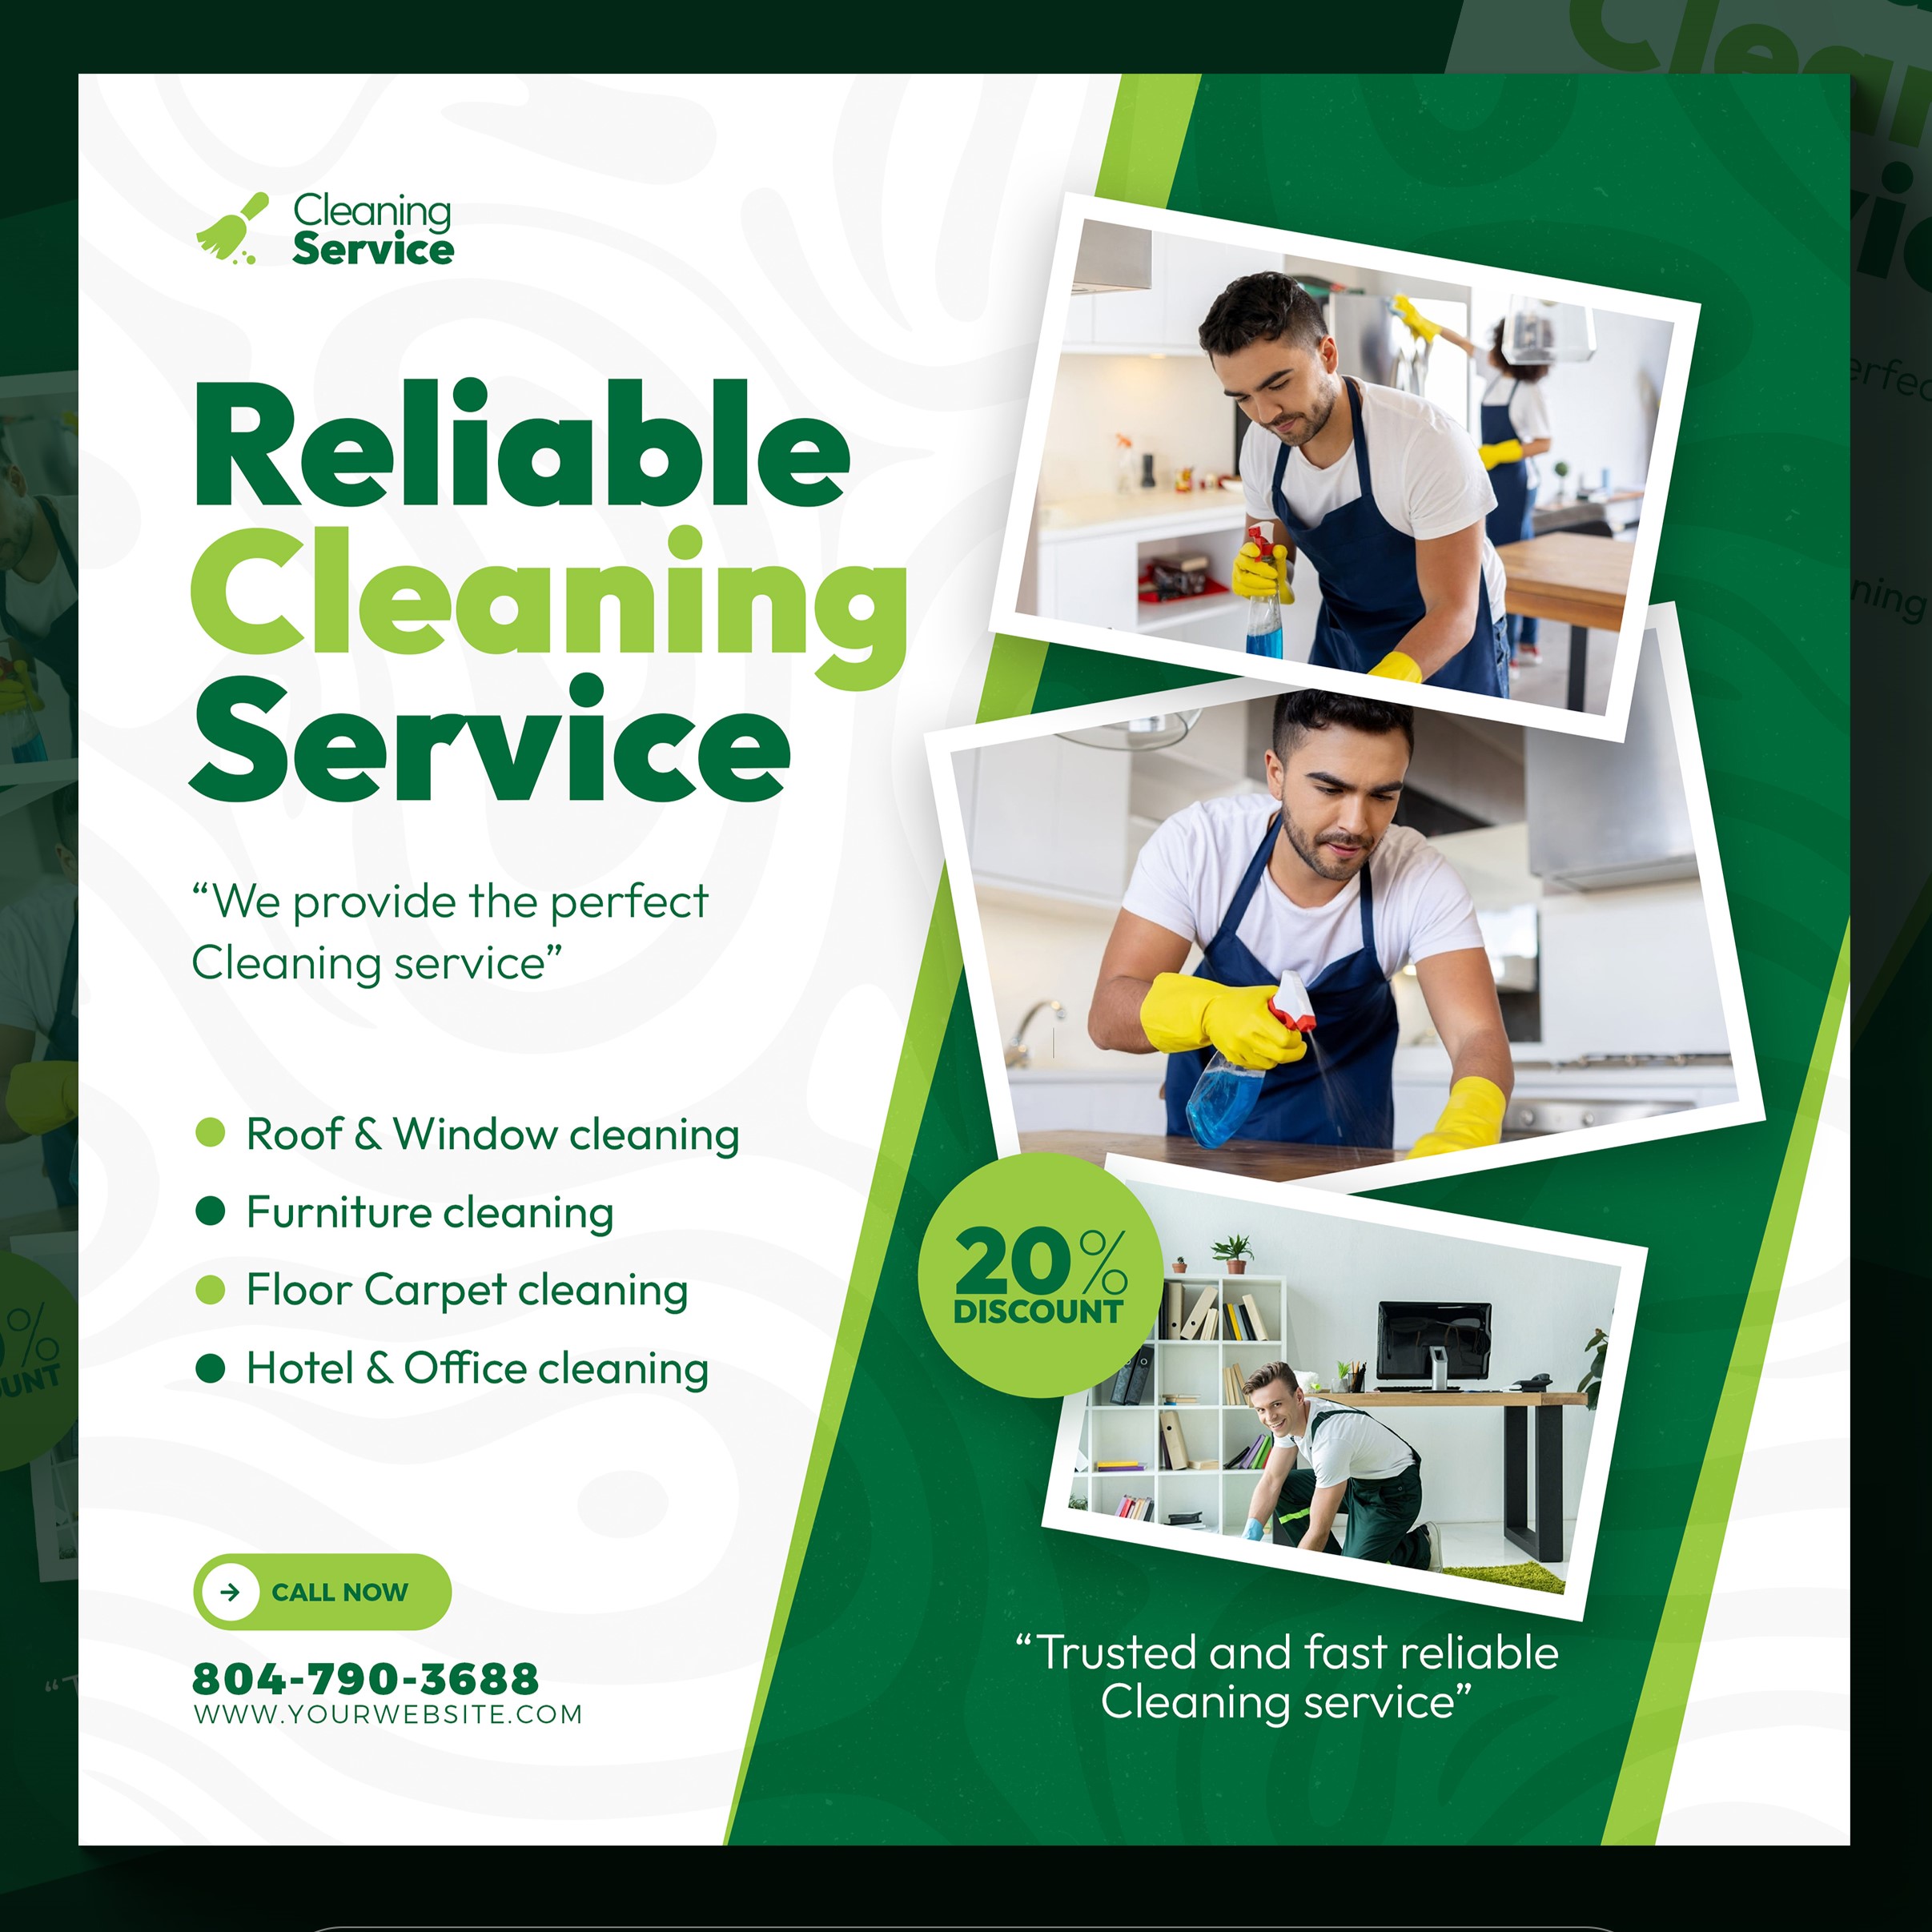 Cleaning
Service
Reliable
Cleaning
Service
“We provide the perfect
Cleaning service”
Roof & Window cleaning
Furniture cleaning
Floor Carpet cleaning
Hotel & Office cleaning
CALL NOW
804-790-3688
WWW.YOURWEBSITE.COM
20%
DISCOUNT
“Trusted and fast reliable
Cleaning service”